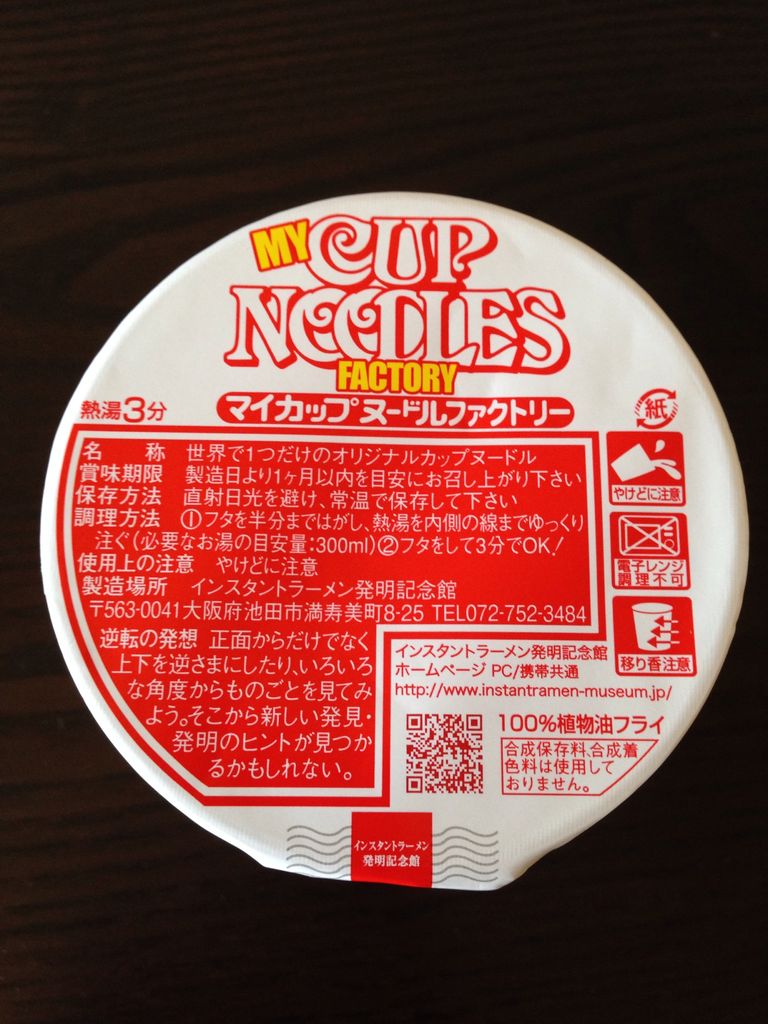 MY CUP
NOODLES
FACTORY
熱湯3分
マイカップヌードルファクトリー
紙
名　称　世界で1つだけのオリジナルカップヌードル
賞味期限　製造日より1ヶ月以内を目安にお召し上がり下さい
保存方法　直射日光を避け、常温で保存して下さい
調理方法　①フタを半分まではがし、熱湯を内側の線までゆっくり
注ぐ(必要なお湯の目安量:300ml)②フタをして3分でOK!
使用上の注意　やけどに注意
製造場所　インスタントラーメン発明記念館
〒563-0041大阪府池田市満寿美町8-25 TEL072-752-3484
逆転の発想　正面からだけでなく
上下を逆さまにしたり、いろいろ
な角度からものごとを見てみ
よう。そこから新しい発見・
発明のヒントが見つか
るかもしれない。
やけどに注意
電子レンジ
調理不可
移り香注意
インスタントラーメン発明記念館
ホームページ PC/携帯共通
http://www.instantramen-museum.jp/
100%植物油フライ
合成保存料、合成着
色料は使用して
おりません。
インスタントラーメン
発明記念館